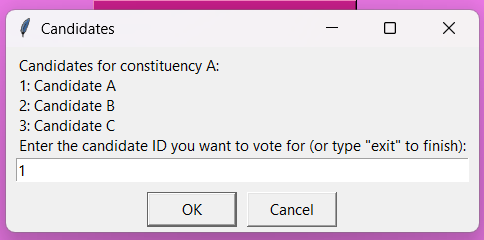 Candidates
Candidates for constituency A:
1: Candidate A
2: Candidate B
3: Candidate C
Enter the candidate ID you want to vote for (or type "exit" to finish):
1
OK
Cancel